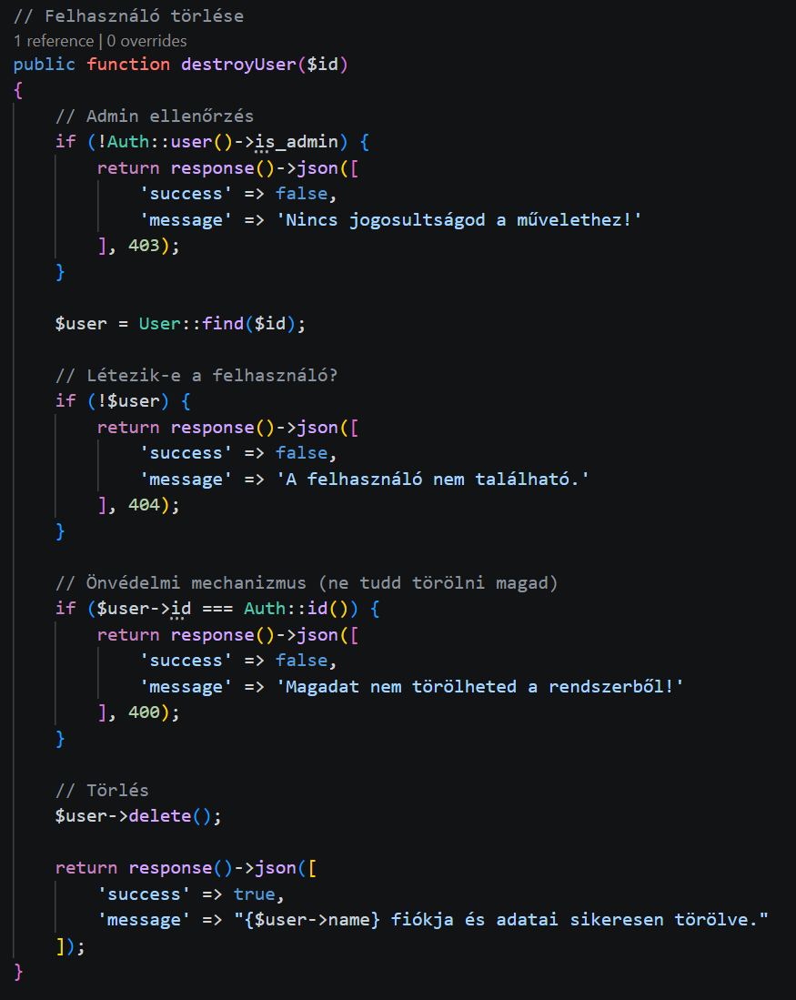 // Felhasználó törlése
1 reference | 0 overrides
public function destroyUser($id)
{
    // Admin ellenőrzés
    if (!Auth::user()->is_admin) {
        return response()->json([
            'success' => false,
            'message' => 'Nincs jogosultságod a művelethez!'
        ], 403);
    }

    $user = User::find($id);

    // Létezik-e a felhasználó?
    if (!$user) {
        return response()->json([
            'success' => false,
            'message' => 'A felhasználó nem található.'
        ], 404);
    }

    // Önvédelmi mechanizmus (ne tudd törölni magad)
    if ($user->id === Auth::id()) {
        return response()->json([
            'success' => false,
            'message' => 'Magadat nem törölheted a rendszerből!'
        ], 400);
    }

    // Törlés
    $user->delete();

    return response()->json([
        'success' => true,
        'message' => "{$user->name} fiókja és adatai sikeresen törölve."
    ]);
}